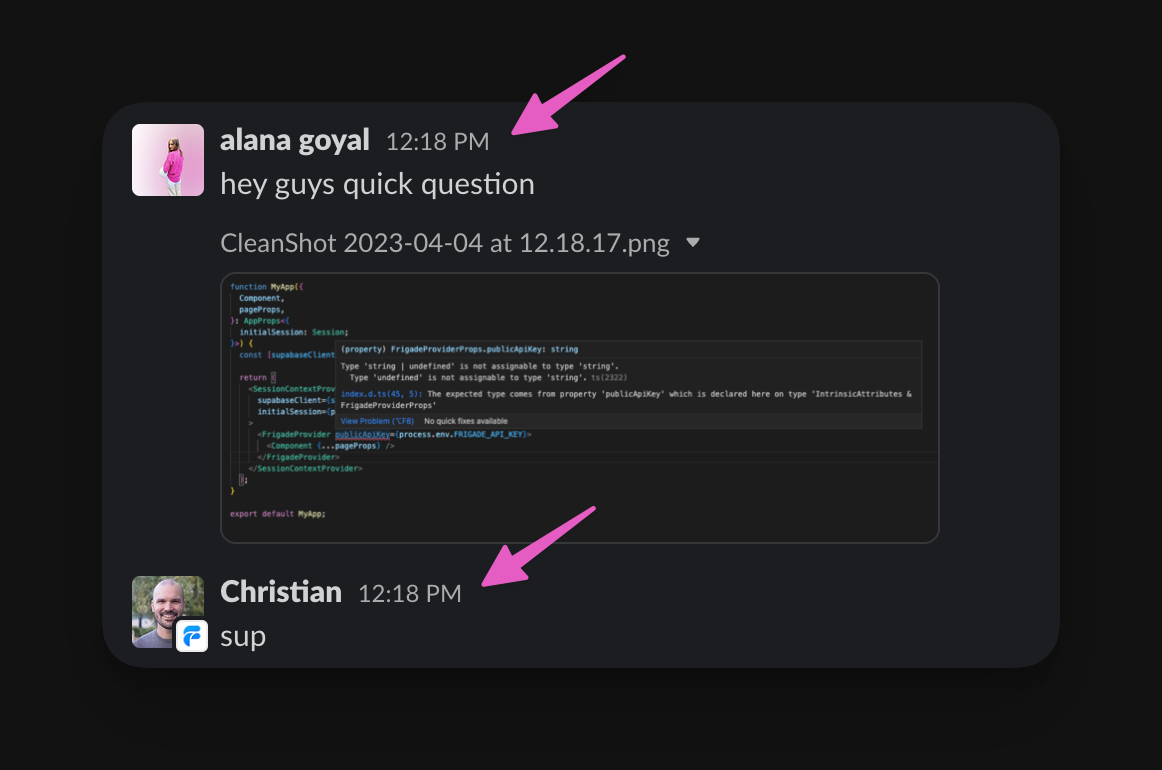 alana goyal 12:18 PM
hey guys quick question
CleanShot 2023-04-04 at 12.18.17.png
function MyApp({
Component,
pageProps,
}: AppProps<{
initialSession: Session;
}>) {
const [supabaseClient
(property) FrigadeProviderProps.publicApiKey: string
Type 'string | undefined' is not assignable to type 'string'.
Type 'undefined' is not assignable to type 'string'. ts(2322)
index.d.ts(45, 5): The expected type comes from property 'publicApiKey' which is declared here on type 'IntrinsicAttributes &
FrigadeProviderProps'
View Problem (⌥F8) No quick fixes available
return (
<SessionContextProv
supabaseClient={s
initialSession={p
>
<FrigadeProvider publicApiKey={process.env.FRIGADE_API_KEY}>
<Component {...pageProps} />
</FrigadeProvider>
</SessionContextProvider>
);
}
export default MyApp;
Christian 12:18 PM
sup